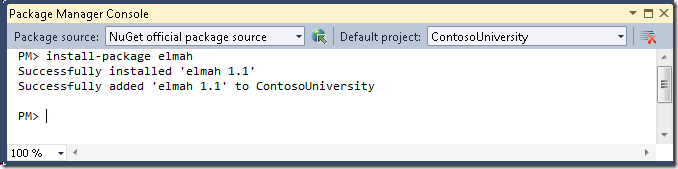 Package Manager Console
Package source: NuGet official package source Default project: ContosoUniversity
PM> install-package elmah
Successfully installed 'elmah 1.1'
Successfully added 'elmah 1.1' to ContosoUniversity
PM>
100 %